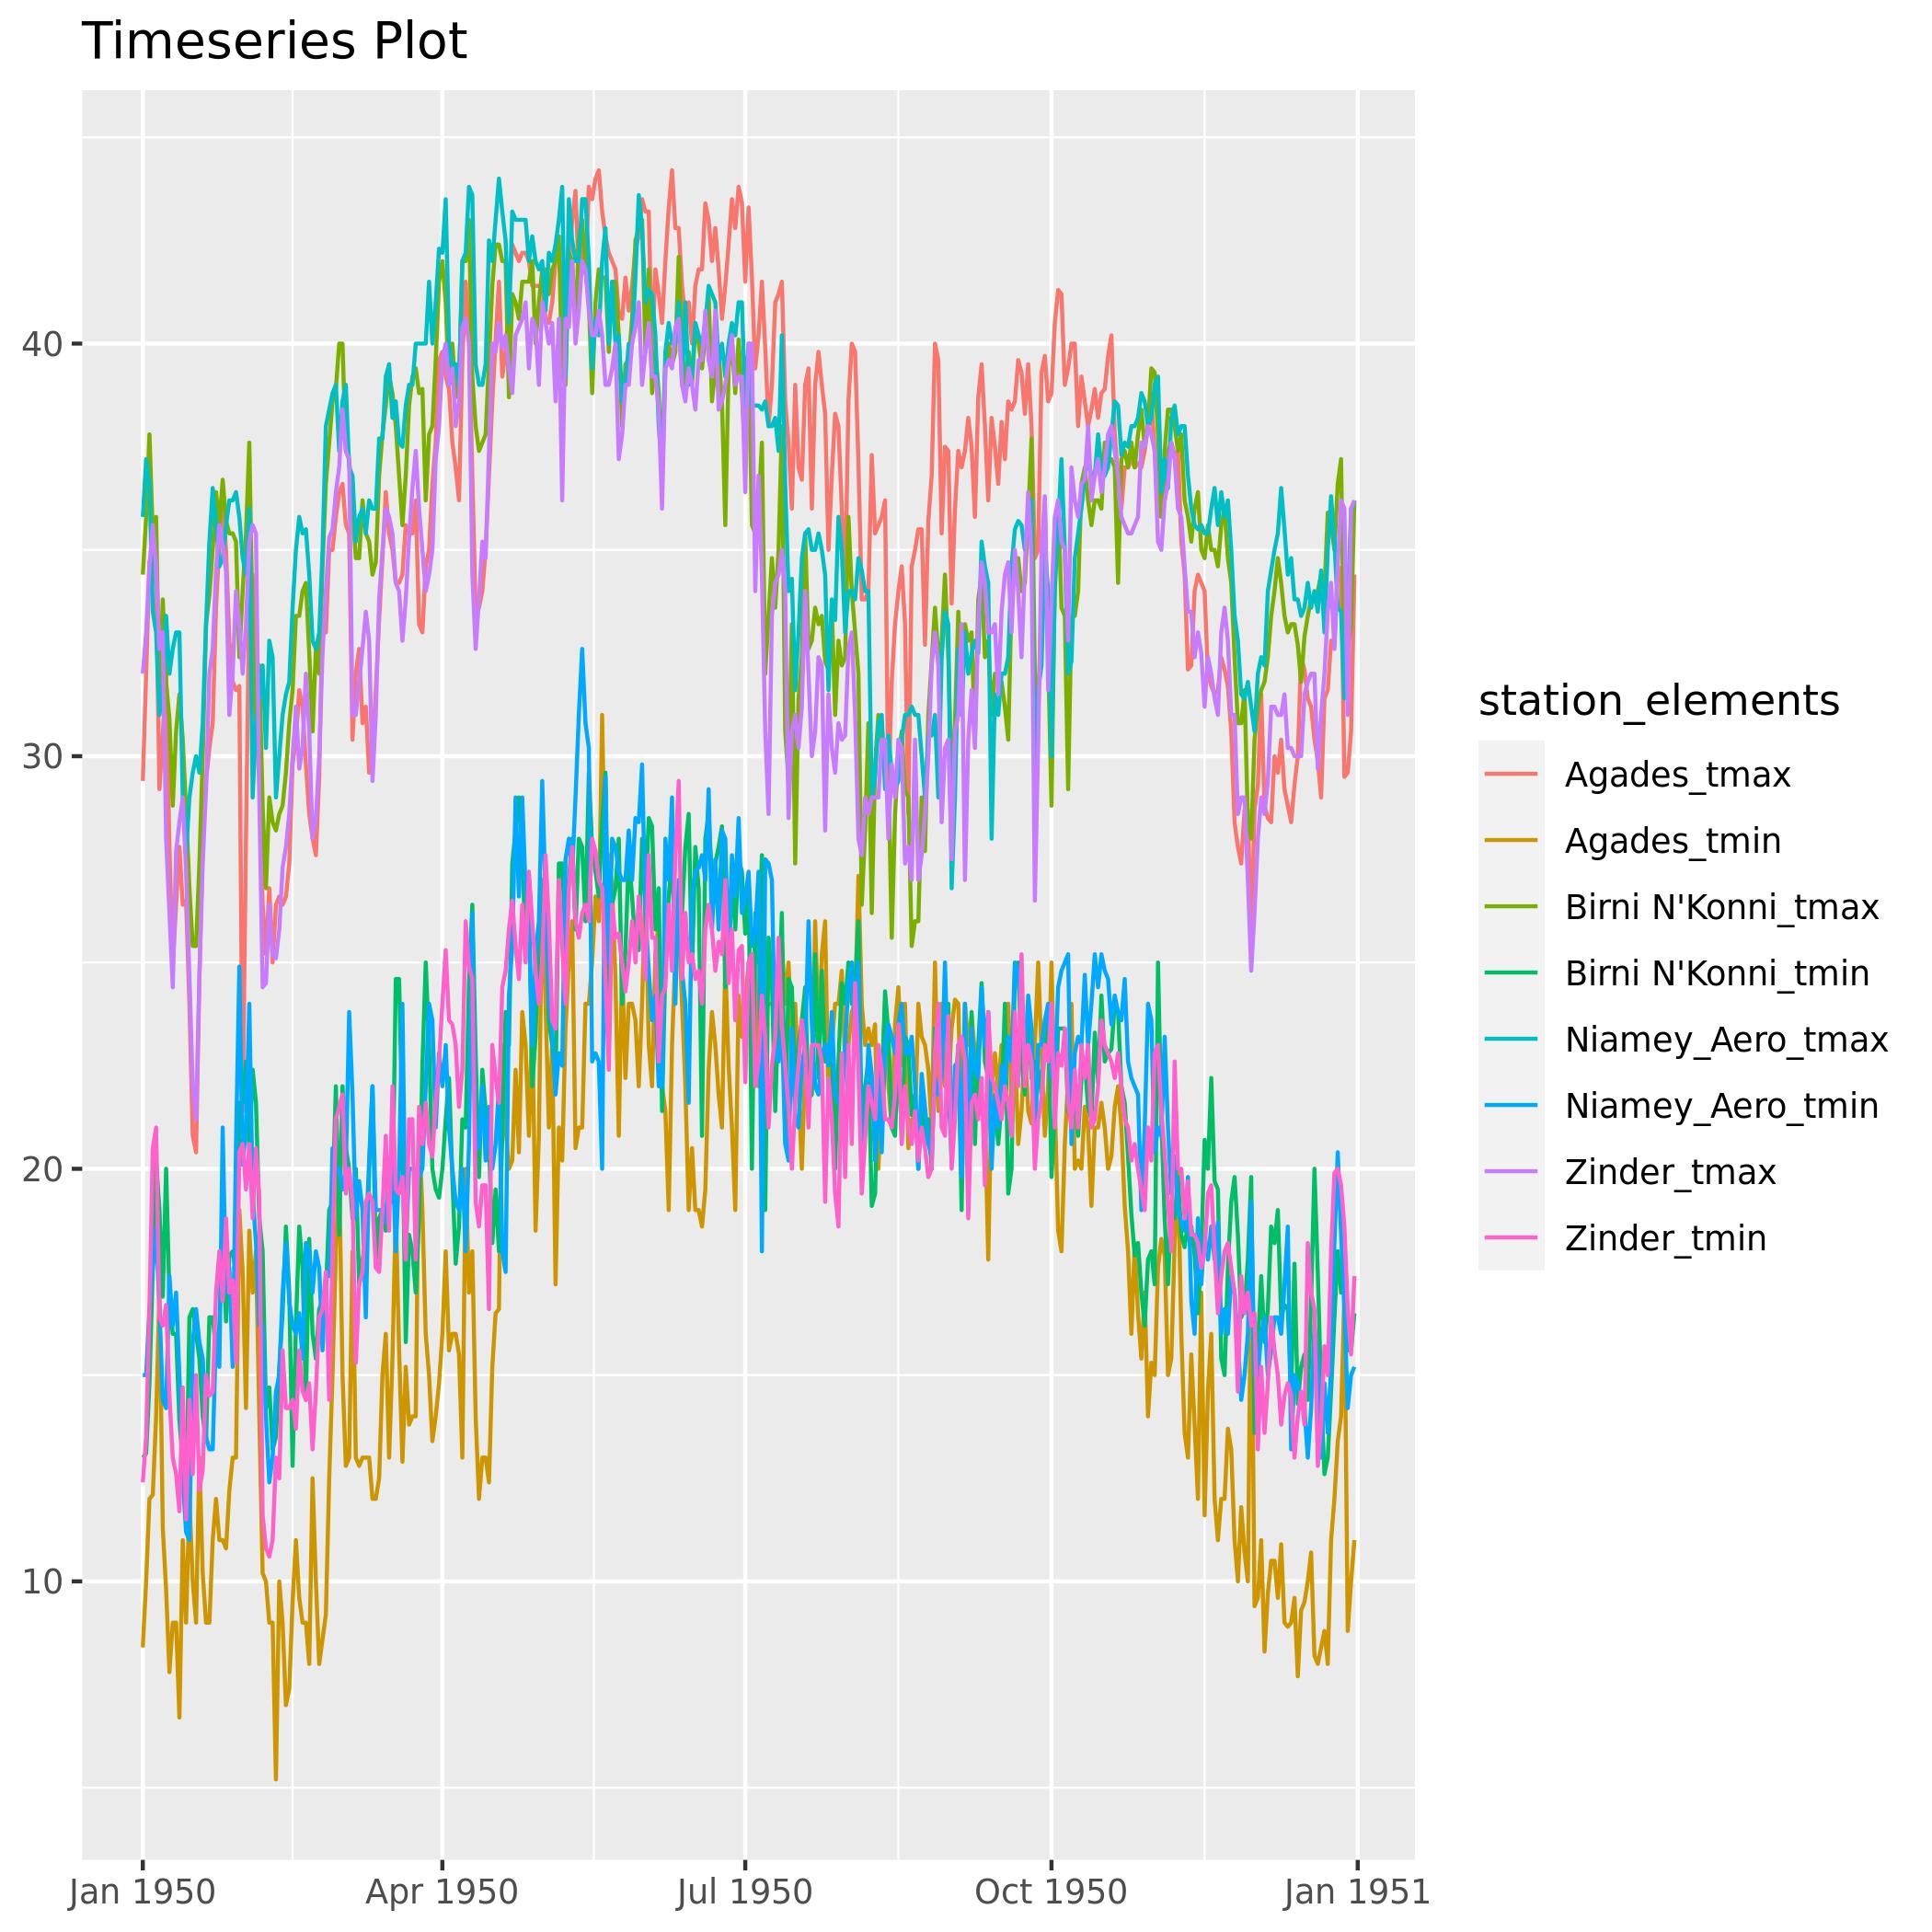 Timeseries Plot
40
30
20
10
Jan 1950
Apr 1950
Jul 1950
Oct 1950
Jan 1951
station_elements
Agades_tmax
Agades_tmin
Birni N'Konni_tmax
Birni N'Konni_tmin
Niamey_Aero_tmax
Niamey_Aero_tmin
Zinder_tmax
Zinder_tmin